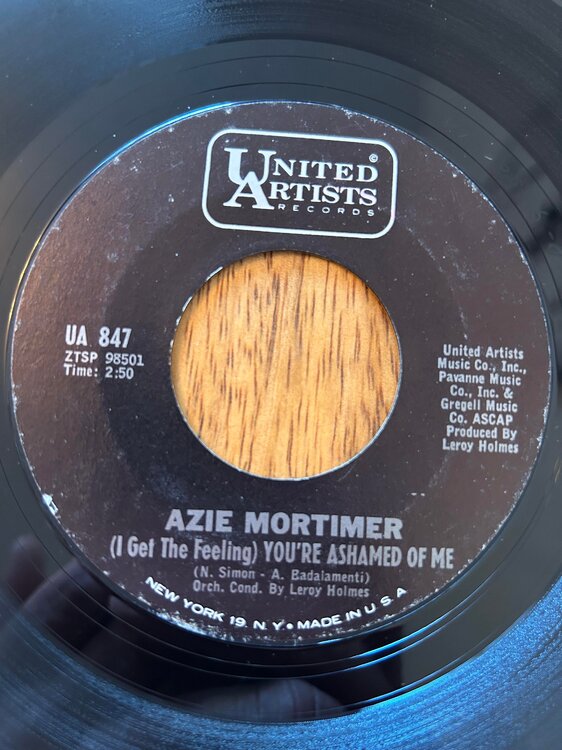 UNITED ©
ARTISTS
RECORDS
UA 847
ZTSP 98501
Time: 2:50
United Artists
Music Co., Inc.,
Pavanne Music
Co., Inc. &
Gregell Music
Co. ASCAP
Produced By
Leroy Holmes
AZIE MORTIMER
(I Get The Feeling) YOU'RE ASHAMED OF ME
(N. Simon - A. Badalamenti)
Orch. Cond. By Leroy Holmes
NEW YORK 19 N. Y. • MADE IN U S A